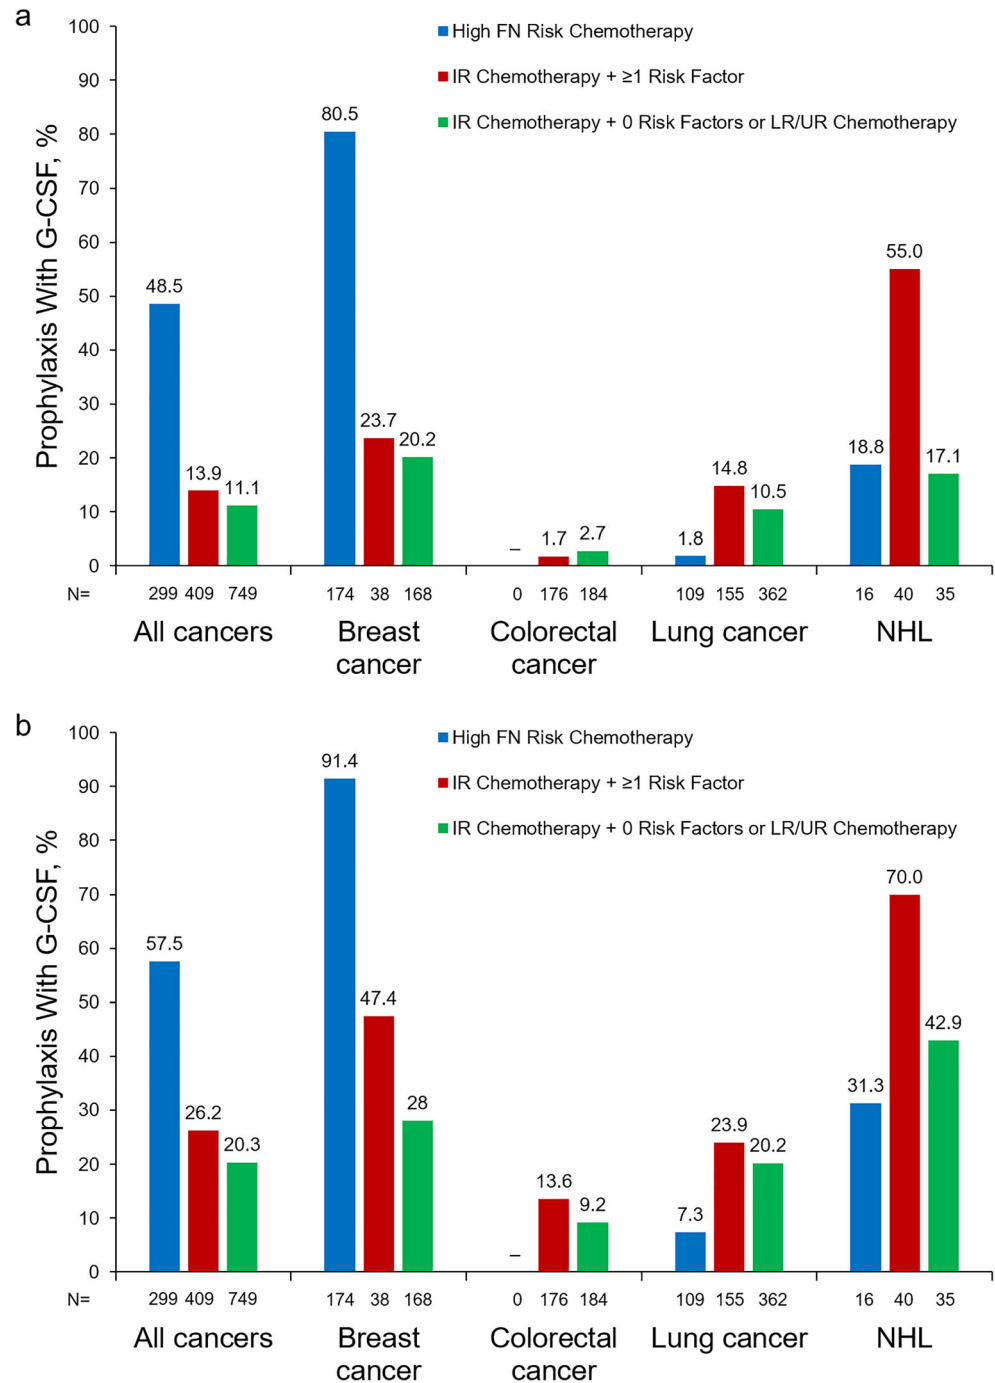 a
Prophylaxis With G-CSF, %
100
90
80
70
60
50
40
30
20
10
0
High FN Risk Chemotherapy
IR Chemotherapy + ≥1 Risk Factor
IR Chemotherapy + 0 Risk Factors or LR/UR Chemotherapy
48.5
13.9
11.1
80.5
23.7
20.2
–
1.7
2.7
1.8
14.8
10.5
18.8
55.0
17.1
N= 299 409 749 174 38 168 0 176 184 109 155 362 16 40 35
All cancers
Breast
cancer
Colorectal
cancer
Lung cancer
NHL
b
Prophylaxis With G-CSF, %
100
90
80
70
60
50
40
30
20
10
0
High FN Risk Chemotherapy
IR Chemotherapy + ≥1 Risk Factor
IR Chemotherapy + 0 Risk Factors or LR/UR Chemotherapy
57.5
26.2
20.3
91.4
47.4
28
–
13.6
9.2
7.3
23.9
20.2
31.3
70.0
42.9
N= 299 409 749 174 38 168 0 176 184 109 155 362 16 40 35
All cancers
Breast
cancer
Colorectal
cancer
Lung cancer
NHL